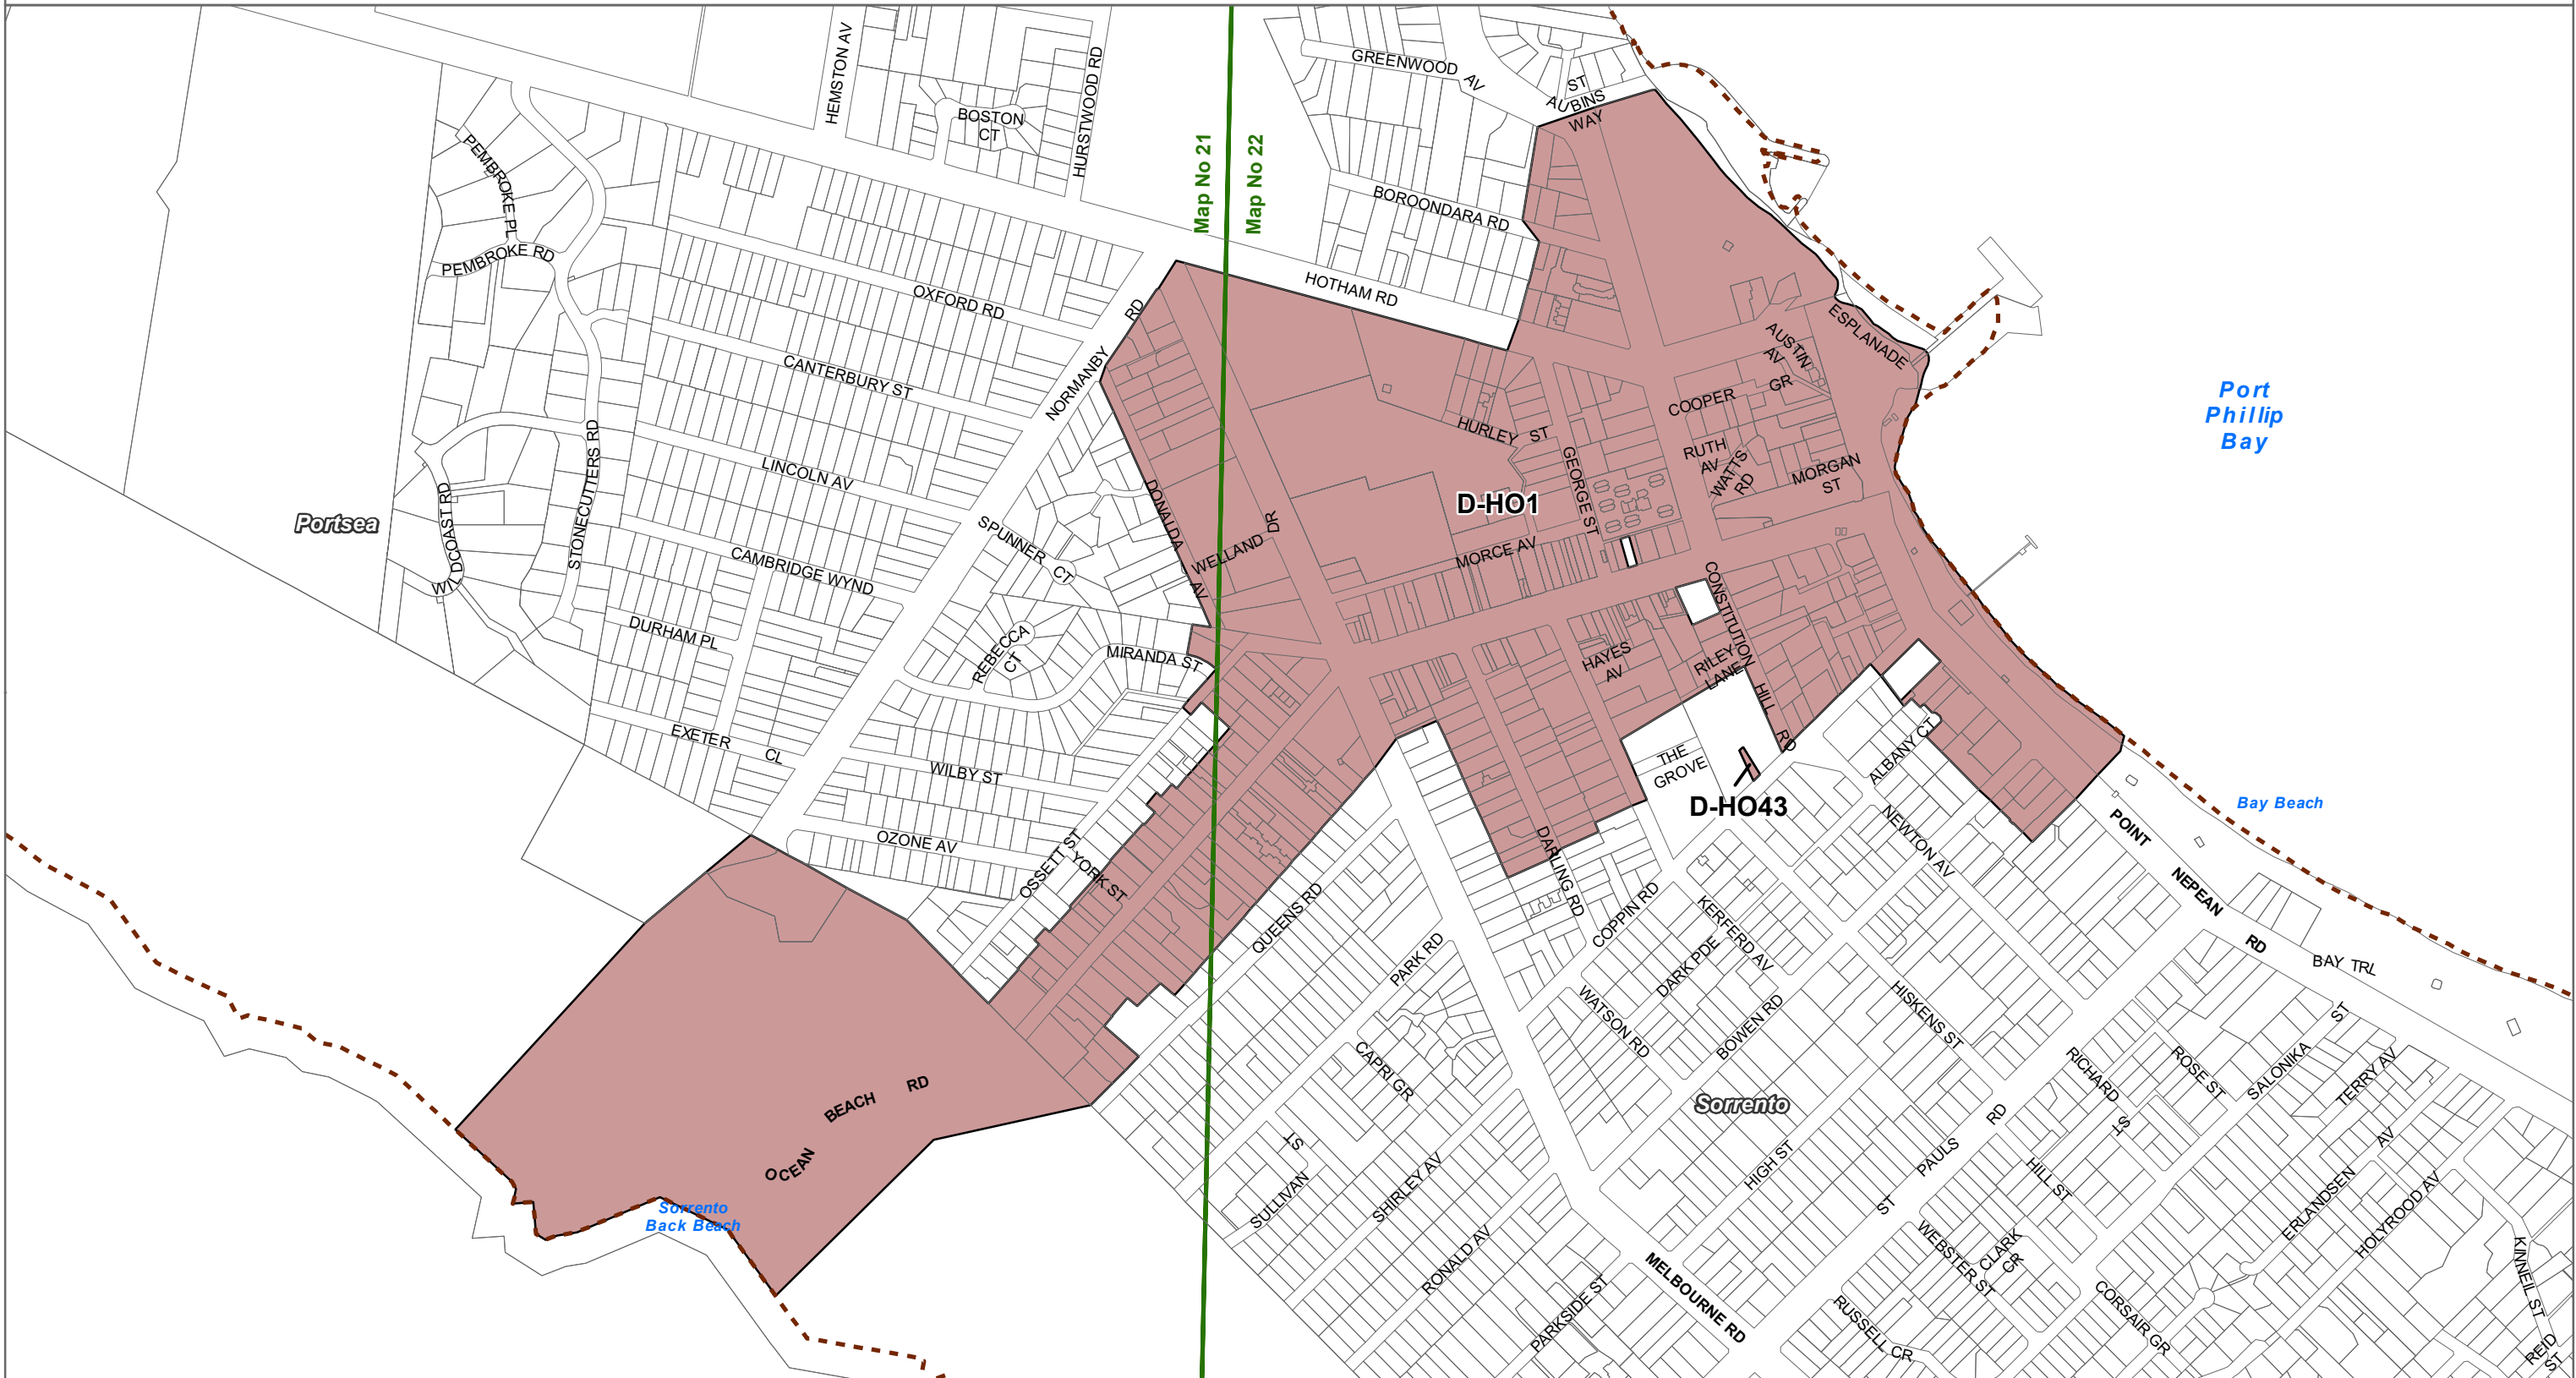 HEMSTON AV
HURSTWOOD RD
BOSTON
CT
GREENWOOD AV
ST
AUBINS
WAY
Map No 21
Map No 22
PEMBROKE PL
PEMBROKE RD
BOROONDARA RD
HOTHAM RD
OXFORD RD
NORMANBY RD
CANTERBURY ST
ESPLANADE
AUSTIN
AV
COOPER GR
Port
Phillip
Bay
HURLEY ST
GEORGE ST
RUTH
AV
WATTS
RD
MORGAN
ST
STONECUTTERS RD
LINCOLN AV
WILDCOAST RD
Portsea
SPUNNER CT
DONALDA AV
WELLAND DR
D-HO1
MORCE AV
CONSTITUTION HILL RD
CAMBRIDGE WYND
DURHAM PL
REBECCA
CT
MIRANDA ST
HAYES
AV
RILEY
LANE
EXETER CL
WILBY ST
THE
GROVE
ALBANY CT
D-HO43
Bay Beach
OZONE AV
OSSETT ST
YORK ST
DARLING RD
NEWTON AV
POINT NEPEAN RD
QUEENS RD
COPPIN RD
KERFERD AV
PARK RD
DARK PDE
BAY TRL
WATSON RD
BOWEN RD
HISKENS ST
CAPRI GR
RICHARD ST
ROSE ST
SALONIKA ST
TERRY AV
OCEAN BEACH RD
Sorrento
SULLIVAN ST
SHIRLEY AV
HIGH ST
ST PAULS RD
HILL ST
ERLANDSEN AV
HOLYROOD AV
Sorrento
Back Beach
RONALD AV
MELBOURNE RD
WEBSTER ST
CLARK
CR
KINNEIL ST
PARKSIDE ST
RUSSELL CR
CORSAIR GR
REID
ST